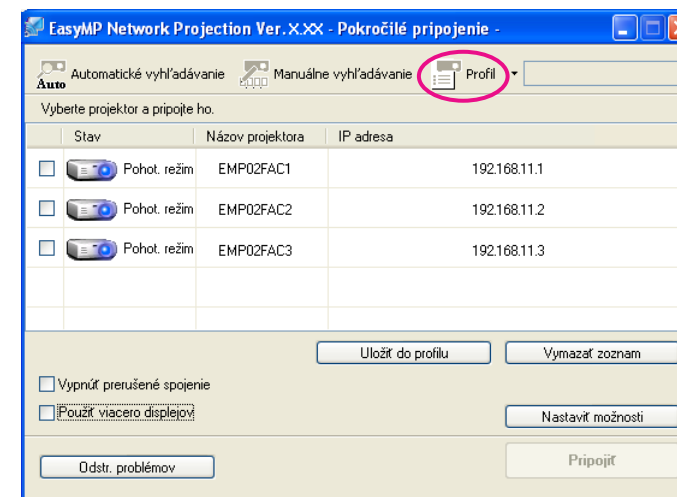 EasyMP Network Projection Ver. X.XX - Pokročilé pripojenie -
Auto Automatické vyhľadávanie Manuálne vyhľadávanie Profil
Vyberte projektor a pripojte ho.
Stav Názov projektora IP adresa
Pohot. režim EMP02FAC1 192.168.11.1
Pohot. režim EMP02FAC2 192.168.11.2
Pohot. režim EMP02FAC3 192.168.11.3
Uložiť do profilu Vymazať zoznam
Vypnúť prerušené spojenie
Použiť viacero displejov
Nastaviť možnosti
Odstr. problémov Pripojiť